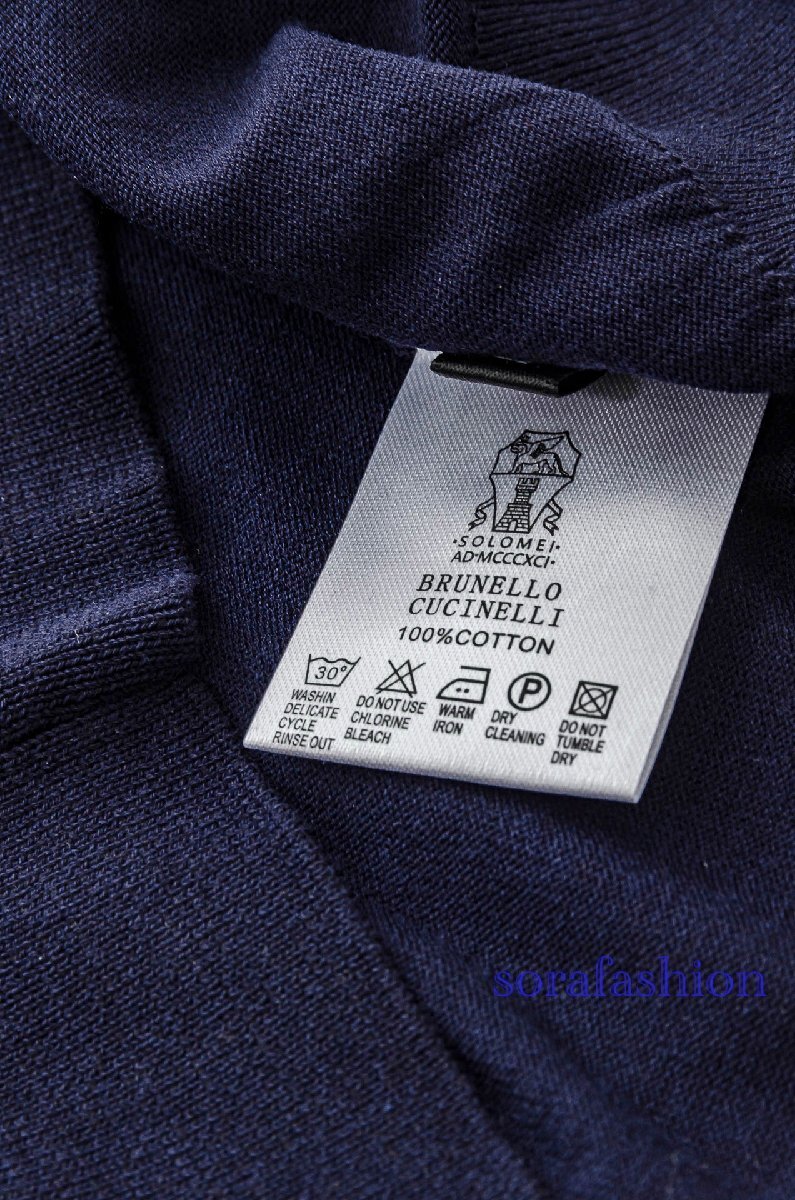 ·SOLOMEI·
AD·MCCCXCI·
BRUNELLO
CUCINELLI
100%COTTON
30°
WASHIN
DELICATE
CYCLE
RINSE OUT
DO NOT USE
CHLORINE
BLEACH
WARM
IRON
P
DRY
CLEANING
DO NOT
TUMBLE
DRY
sorafashion